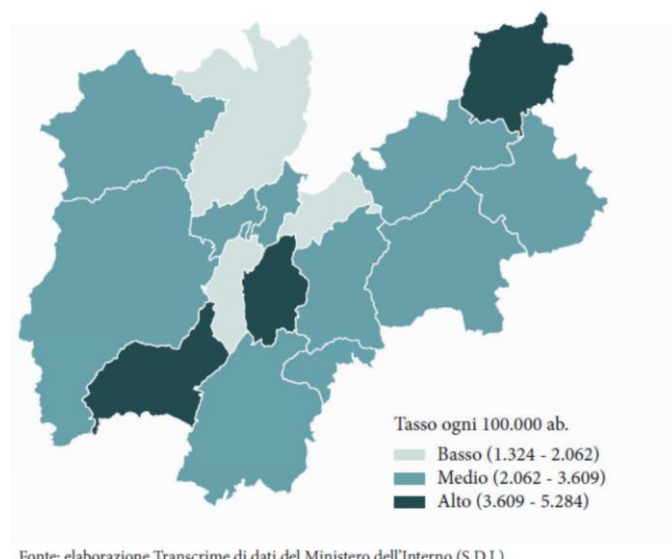 Tasso ogni 100.000 ab.
Basso (1.324 - 2.062)
Medio (2.062 - 3.609)
Alto (3.609 - 5.284)
Fonte: elaborazione Transcrime di dati del Ministero dell'Interno (S.D.I.)